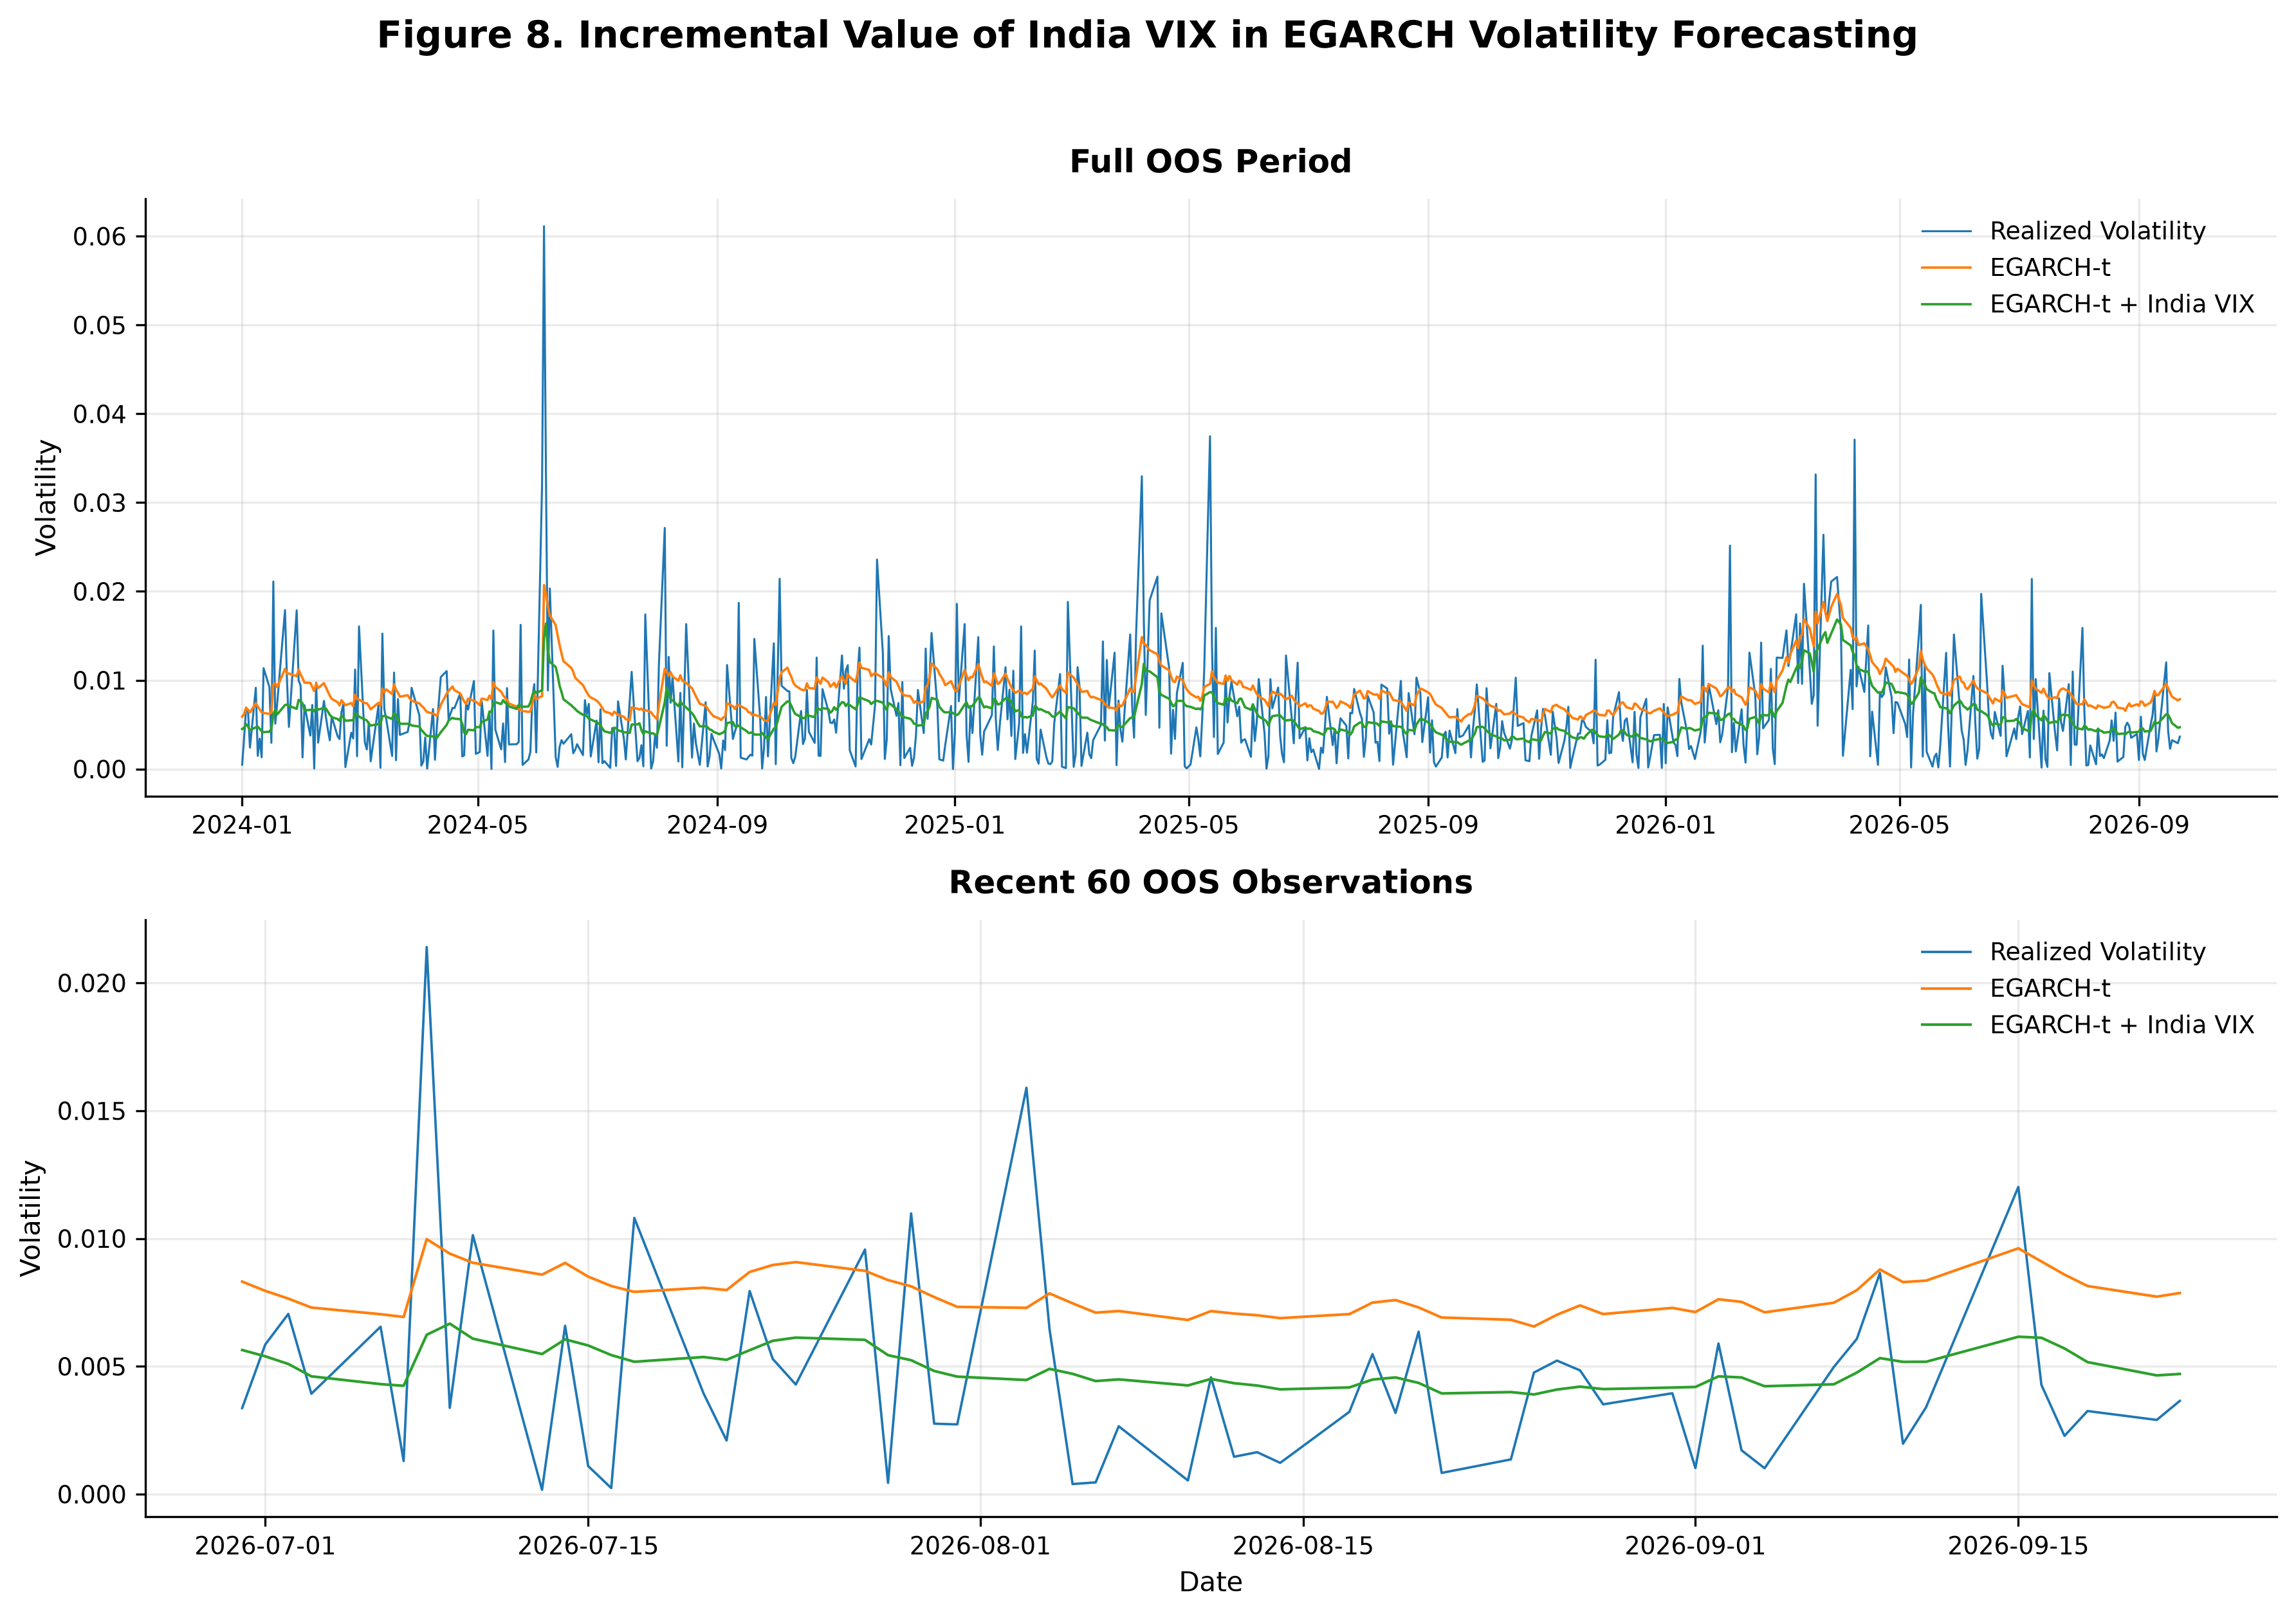 Figure 8. Incremental Value of India VIX in EGARCH Volatility Forecasting
Full OOS Period
Volatility
0.06
0.05
0.04
0.03
0.02
0.01
0.00
Realized Volatility
EGARCH-t
EGARCH-t + India VIX
2024-01 2024-05 2024-09 2025-01 2025-05 2025-09 2026-01 2026-05 2026-09
Recent 60 OOS Observations
Volatility
0.020
0.015
0.010
0.005
0.000
Realized Volatility
EGARCH-t
EGARCH-t + India VIX
2026-07-01 2026-07-15 2026-08-01 2026-08-15 2026-09-01 2026-09-15
Date